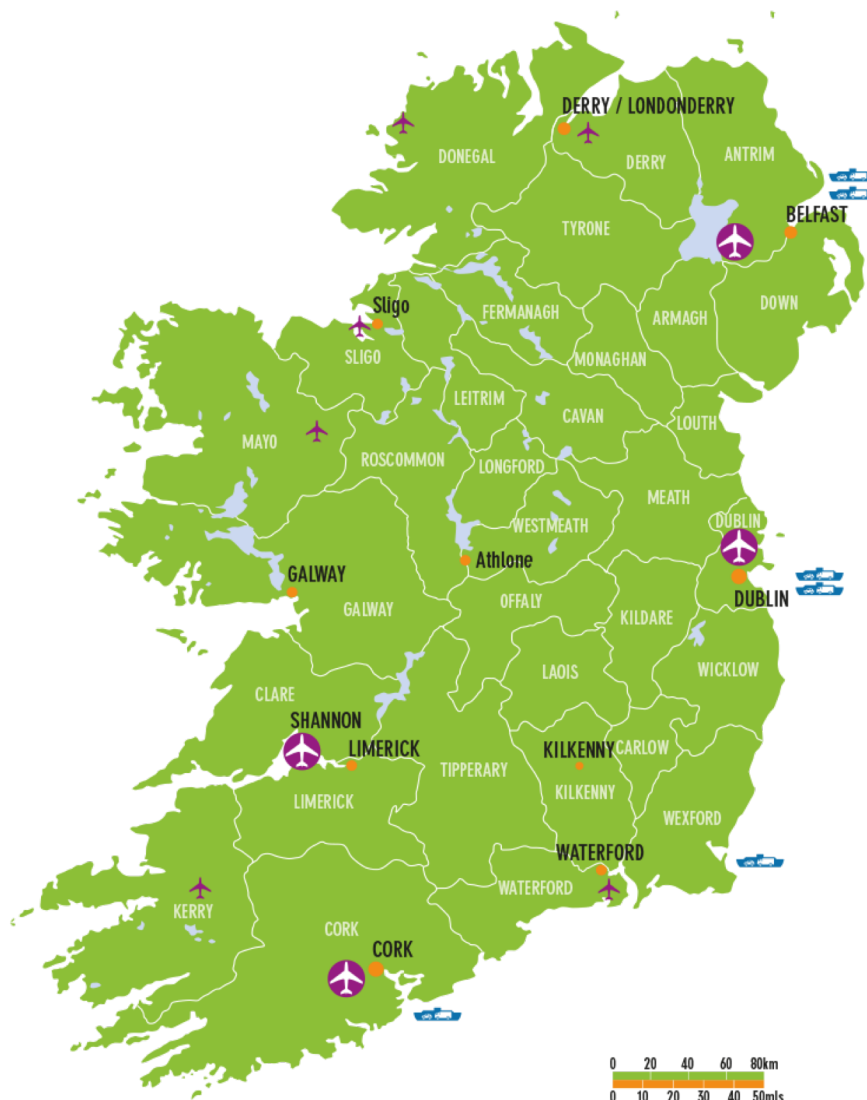 DERRY / LONDONDERRY
DONEGAL
DERRY
ANTRIM
BELFAST
TYRONE
Sligo
FERMANAGH
ARMAGH
DOWN
SLIGO
MONAGHAN
LEITRIM
CAVAN
LOUTH
MAYO
ROSCOMMON
LONGFORD
MEATH
WESTMEATH
DUBLIN
Athlone
GALWAY
DUBLIN
GALWAY
OFFALY
KILDARE
LAOIS
WICKLOW
CLARE
SHANNON
LIMERICK
KILKENNY
CARLOW
TIPPERARY
LIMERICK
KILKENNY
WEXFORD
WATERFORD
WATERFORD
KERRY
CORK
CORK
0 20 40 60 80km
0 10 20 30 40 50mls